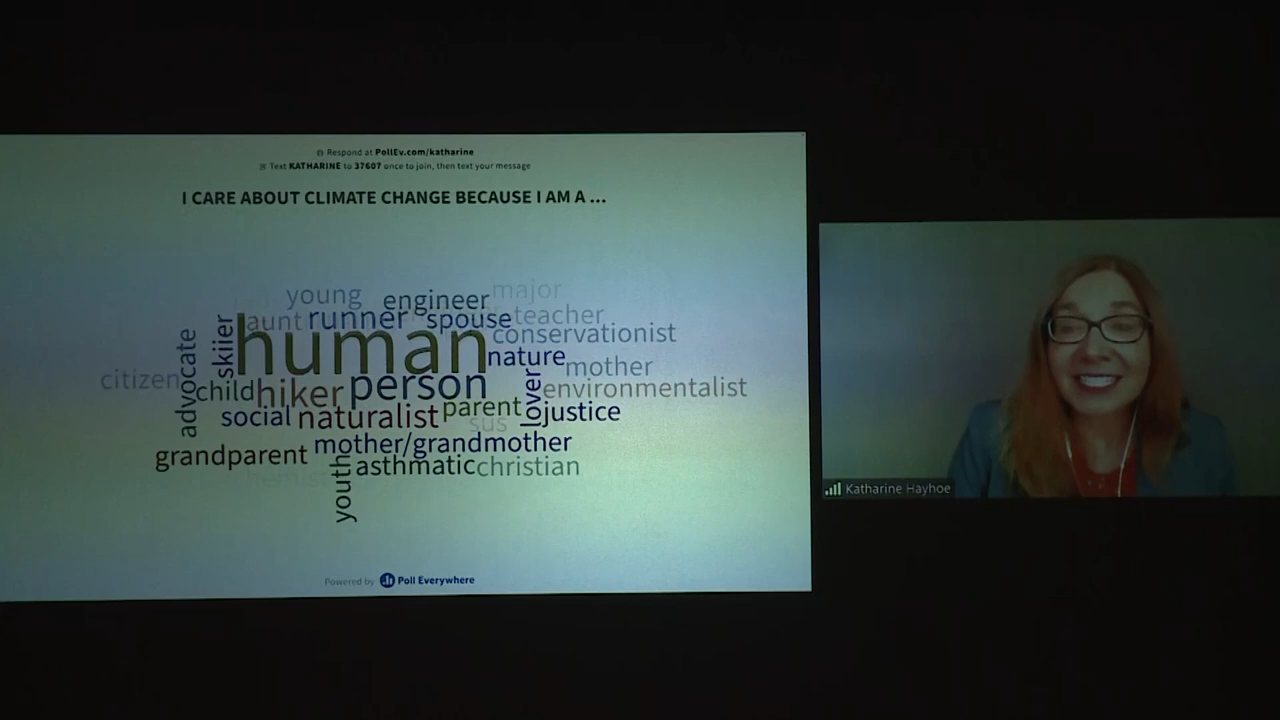 Respond at PollEv.com/katharine
Text KATHARINE to 37607 once to join, then text your message
I CARE ABOUT CLIMATE CHANGE BECAUSE I AM A ...
young engineer major
aunt runner spouse teacher
skiier human conservationist
advocate nature mother
citizen child hiker person lover environmentalist
social naturalist parent justice
sus
grandparent mother/grandmother
youth asthmatic christian
Powered by Poll Everywhere
Katharine Hayhoe